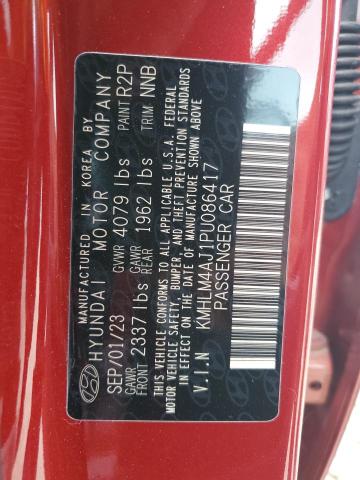 MANUFACTURED IN KOREA BY
HYUNDAI MOTOR COMPANY
SEP/01/23 GVWR 4079 lbs PAINT R2P
GAWR FRONT 2337 lbs GAWR REAR 1962 lbs TRIM NNB
THIS VEHICLE CONFORMS TO ALL APPLICABLE U.S.A. FEDERAL
MOTOR VEHICLE SAFETY, BUMPER, AND THEFT PREVENTION
STANDARDS IN EFFECT ON THE DATE OF MANUFACTURE SHOWN ABOVE
V.I.N KMHLM4AJ1PU086417
PASSENGER CAR